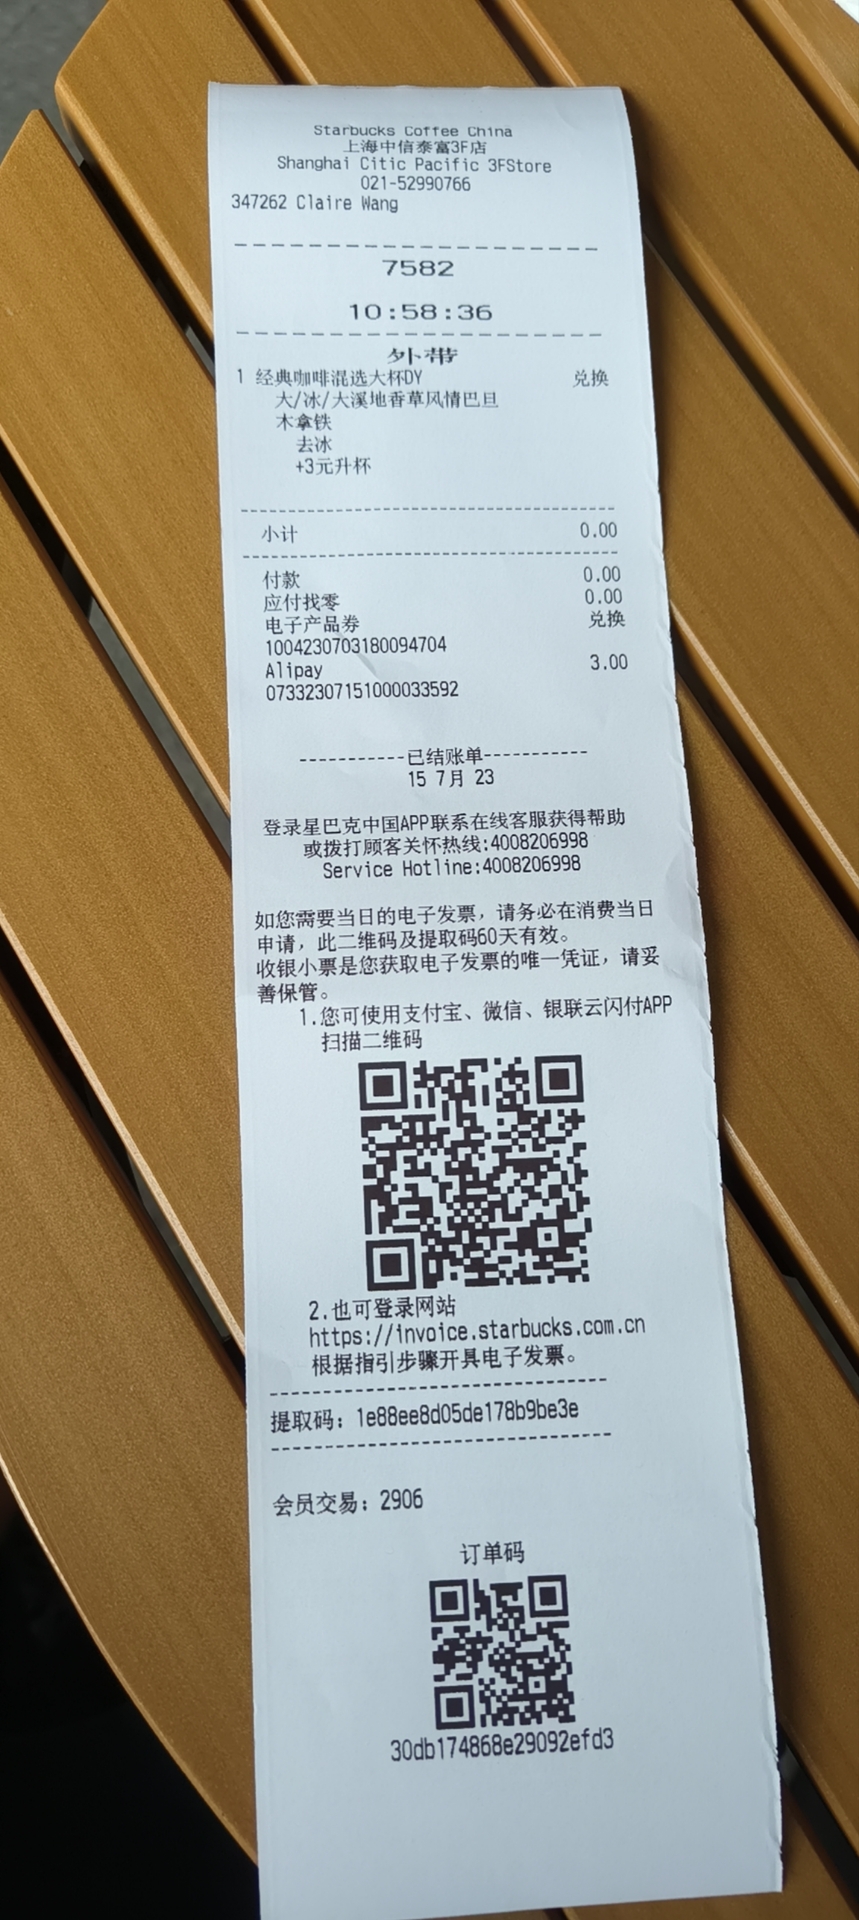 Starbucks Coffee China
上海中信泰富3F店
Shanghai Citic Pacific 3FStore
021-52990766
347262 Claire Wang
7582
10:58:36
外带
1 经典咖啡混选大杯DY 兑换
大/冰/大溪地香草风情巴旦
木拿铁
去冰
+3元升杯
小计 0.00
付款 0.00
应付找零 0.00
电子产品券 兑换
1004230703180094704
Alipay 3.00
07332307151000033592
-----------已结账单-----------
15 7月 23
登录星巴克中国APP联系在线客服获得帮助
或拨打顾客关怀热线:4008206998
Service Hotline:4008206998
如您需要当日的电子发票，请务必在消费当日
申请，此二维码及提取码60天有效。
收银小票是您获取电子发票的唯一凭证，请妥
善保管。
1.您可使用支付宝、微信、银联云闪付APP
扫描二维码
2.也可登录网站
https://invoice.starbucks.com.cn
根据指引步骤开具电子发票。
提取码：1e88ee8d05de178b9be3e
会员交易：2906
订单码
30db174868e29092efd3